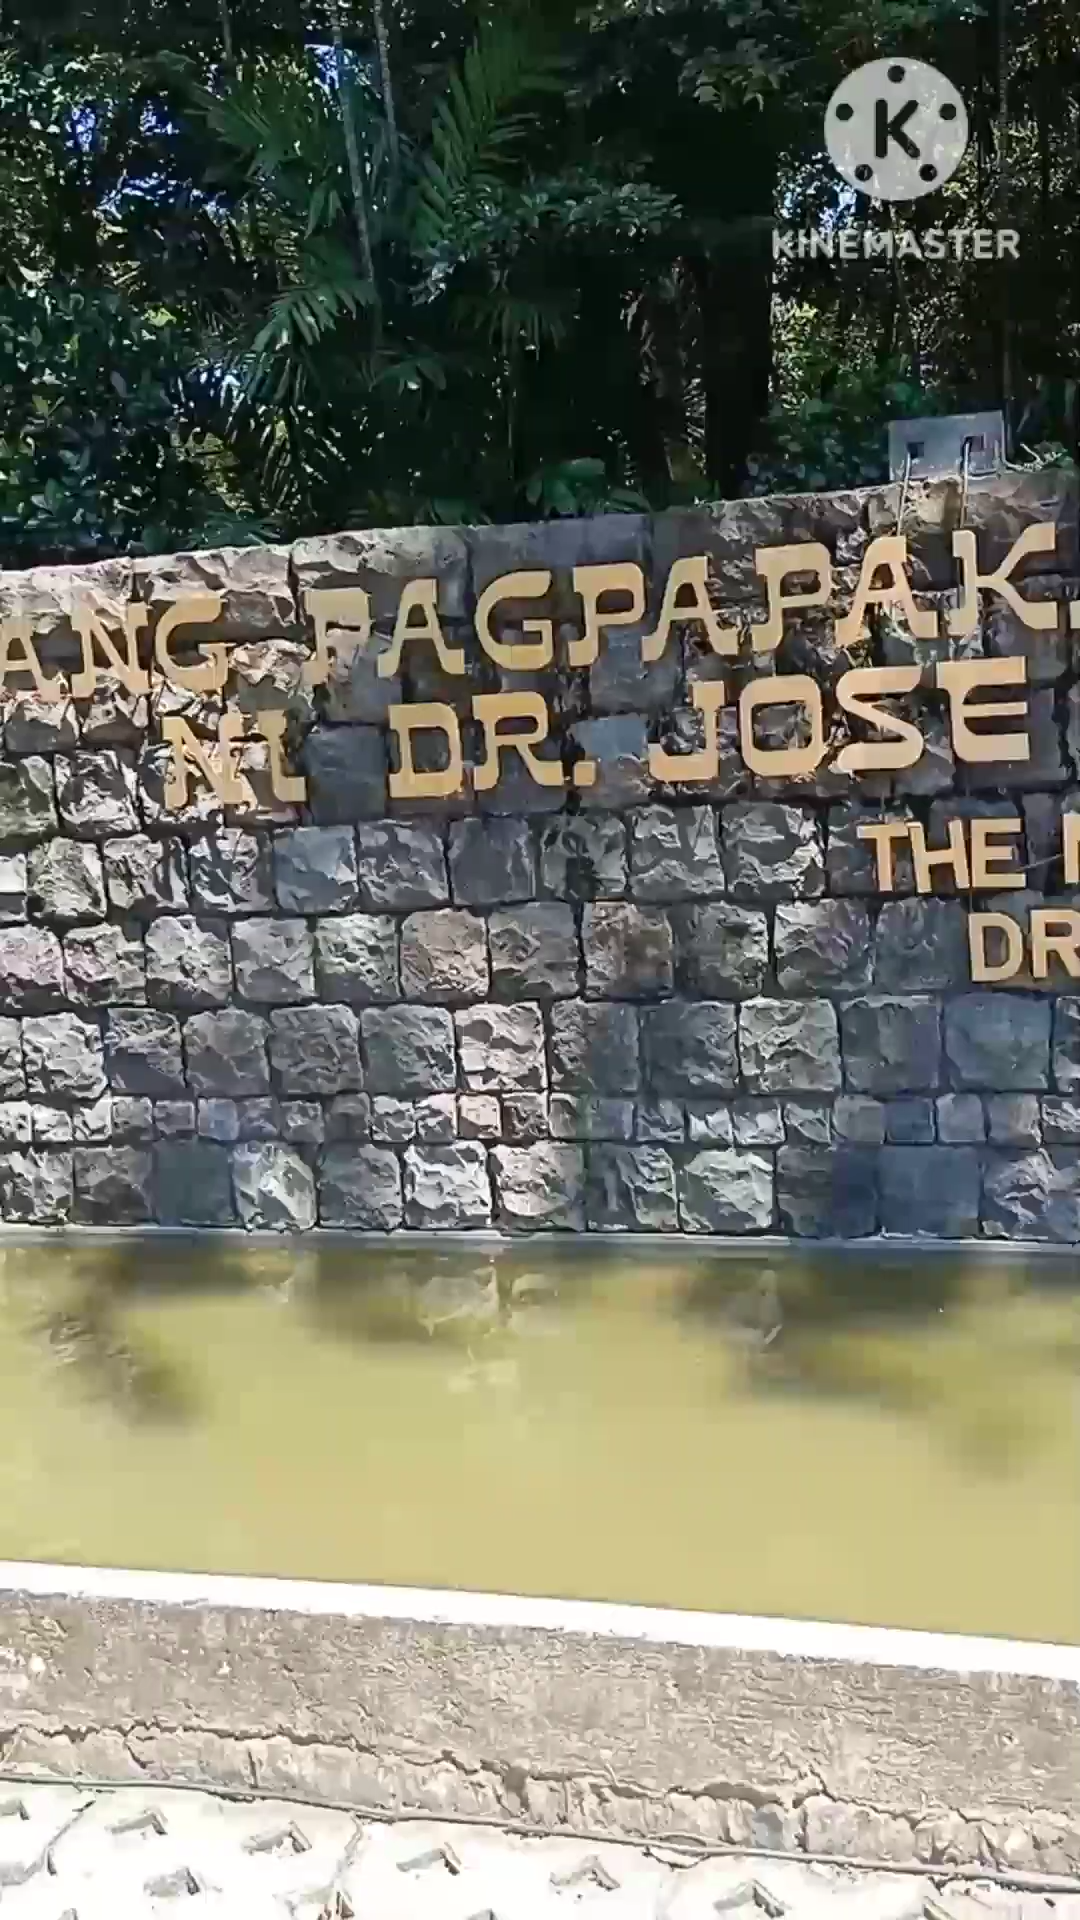 K
KINEMASTER
ANG PAGPAPAK
NI DR. JOSE
THE
DR